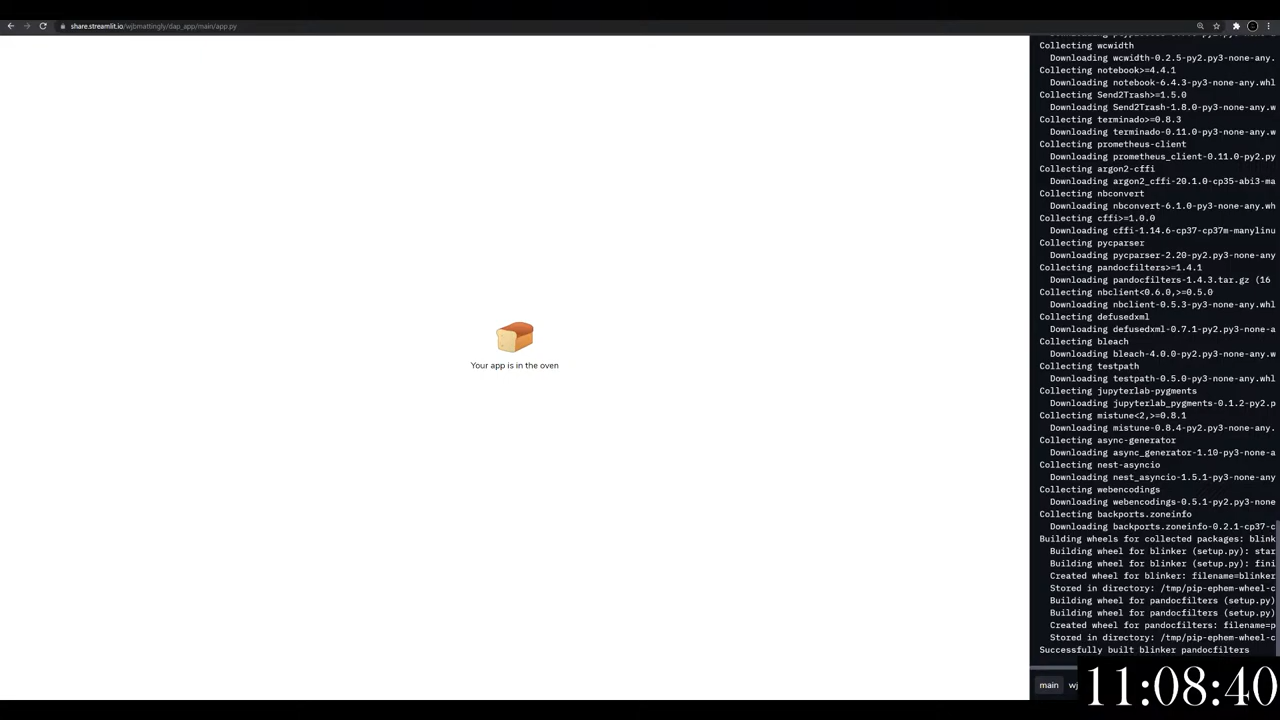 share.streamlit.io/wjbmattingly/dap_app/main/app.py
Collecting wcwidth
Downloading wcwidth-0.2.5-py2.py3-none-any.
Collecting notebook>=4.4.1
Downloading notebook-6.4.3-py3-none-any.whl
Collecting Send2Trash>=1.5.0
Downloading Send2Trash-1.8.0-py3-none-any.w
Collecting terminado>=0.8.3
Downloading terminado-0.11.0-py3-none-any.w
Collecting prometheus-client
Downloading prometheus_client-0.11.0-py2.py
Collecting argon2-cffi
Downloading argon2_cffi-20.1.0-cp35-abi3-ma
Collecting nbconvert
Downloading nbconvert-6.1.0-py3-none-any.wh
Collecting cffi>=1.0.0
Downloading cffi-1.14.6-cp37-cp37m-manylinu
Collecting pycparser
Downloading pycparser-2.20-py2.py3-none-any
Collecting pandocfilters>=1.4.1
Downloading pandocfilters-1.4.3.tar.gz (16
Collecting nbclient<0.6.0,>=0.5.0
Downloading nbclient-0.5.3-py3-none-any.whl
Collecting defusedxml
Downloading defusedxml-0.7.1-py2.py3-none-a
Collecting bleach
Downloading bleach-4.0.0-py2.py3-none-any.w
Collecting testpath
Downloading testpath-0.5.0-py3-none-any.whl
Collecting jupyterlab-pygments
Downloading jupyterlab_pygments-0.1.2-py2.p
Collecting mistune<2,>=0.8.1
Downloading mistune-0.8.4-py2.py3-none-any.
Collecting async-generator
Downloading async_generator-1.10-py3-none-a
Collecting nest-asyncio
Downloading nest_asyncio-1.5.1-py3-none-any
Collecting webencodings
Downloading webencodings-0.5.1-py2.py3-none
Collecting backports.zoneinfo
Downloading backports.zoneinfo-0.2.1-cp37-c
Building wheels for collected packages: blink
Building wheel for blinker (setup.py): star
Building wheel for blinker (setup.py): fini
Created wheel for blinker: filename=blinker
Stored in directory: /tmp/pip-ephem-wheel-c
Building wheel for pandocfilters (setup.py)
Building wheel for pandocfilters (setup.py)
Created wheel for pandocfilters: filename=p
Stored in directory: /tmp/pip-ephem-wheel-c
Successfully built blinker pandocfilters
Your app is in the oven
main wj
11:08:40